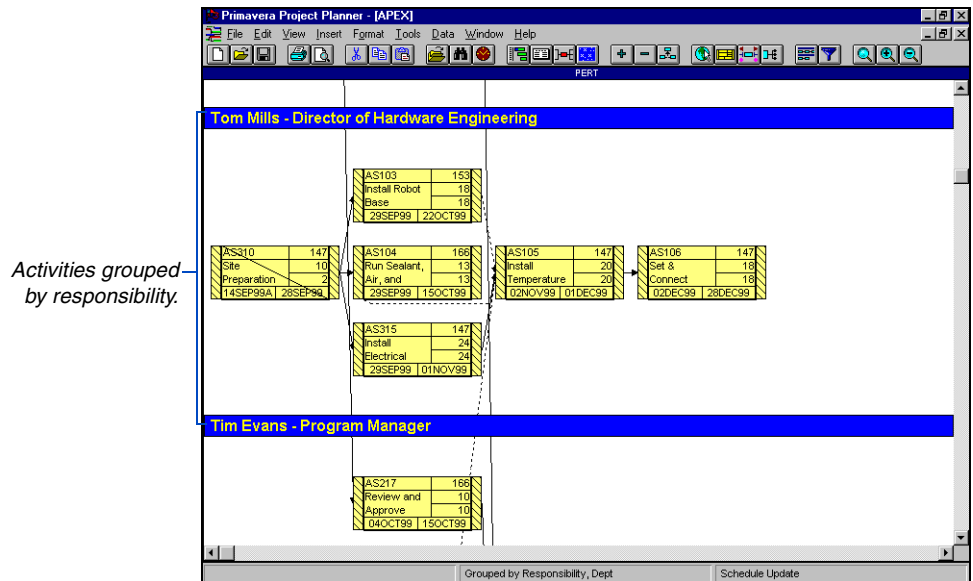 Primavera Project Planner - [APEX]
File Edit View Insert Format Tools Data Window Help
PERT
Tom Mills - Director of Hardware Engineering
AS103 153
Install Robot 18
Base 18
29SEP99 22OCT99
AS310 147
Site 10
Preparation 2
14SEP99A 28SEP99
AS104 166
Run Sealant, 13
Air, and 13
29SEP99 15OCT99
AS105 147
Install 20
Temperature 20
02NOV99 01DEC99
AS106 147
Set & 18
Connect 18
02DEC99 28DEC99
Activities grouped
by responsibility.
AS315 147
Install 24
Electrical 24
29SEP99 01NOV99
Tim Evans - Program Manager
AS217 166
Review and 10
Approve 10
04OCT99 15OCT99
Grouped by Responsibility, Dept Schedule Update